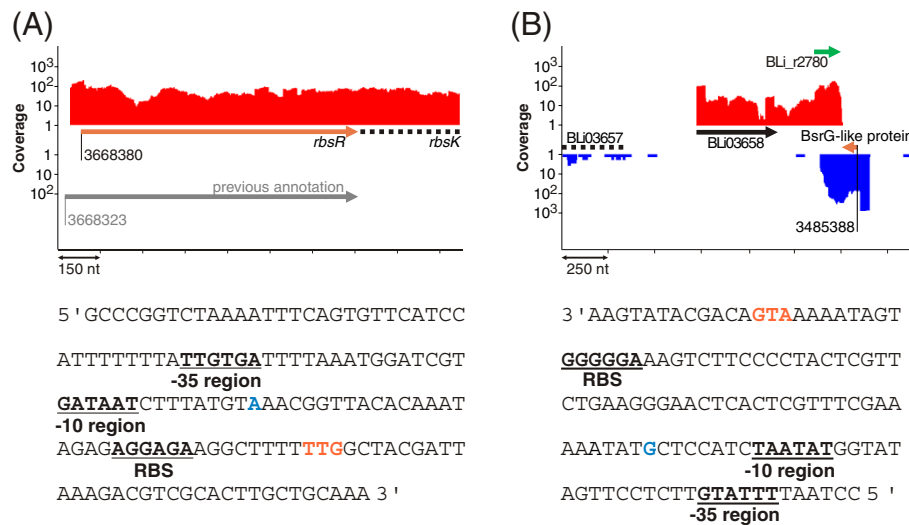 (A)
10³
10²
10
1
1
10
10²
Coverage
rbsR
rbsK
3668380
previous annotation
3668323
150 nt
5'GCCCGGTCTAAAATTTCAGTGTTCATCC
ATTTTTTTATTGTGATTTTAAATGGATCGT
-35 region
GATAATCTTTATGTAAACGGTTACACAAAT
-10 region
AGAGAGGAGAAGGCTTTTTTGGCTACGATT
RBS
AAAGACGTCGCACTTGCTGCAAA 3'
(B)
BLi_r2780
10³
10²
10
1
1
10
10²
10³
Coverage
BLi03657
BLi03658
BsrG-like protein
3485388
250 nt
3'AAGTATACGACAGTAAAAATAGT
GGGGGAAAGTCTTCCCCTACTCGTT
RBS
CTGAAGGGAACTCACTCGTTTCGAA
AAATATGCTCCATCTAATATGGTAT
-10 region
AGTTCCTCTTGTATTTTAATCC 5'
-35 region